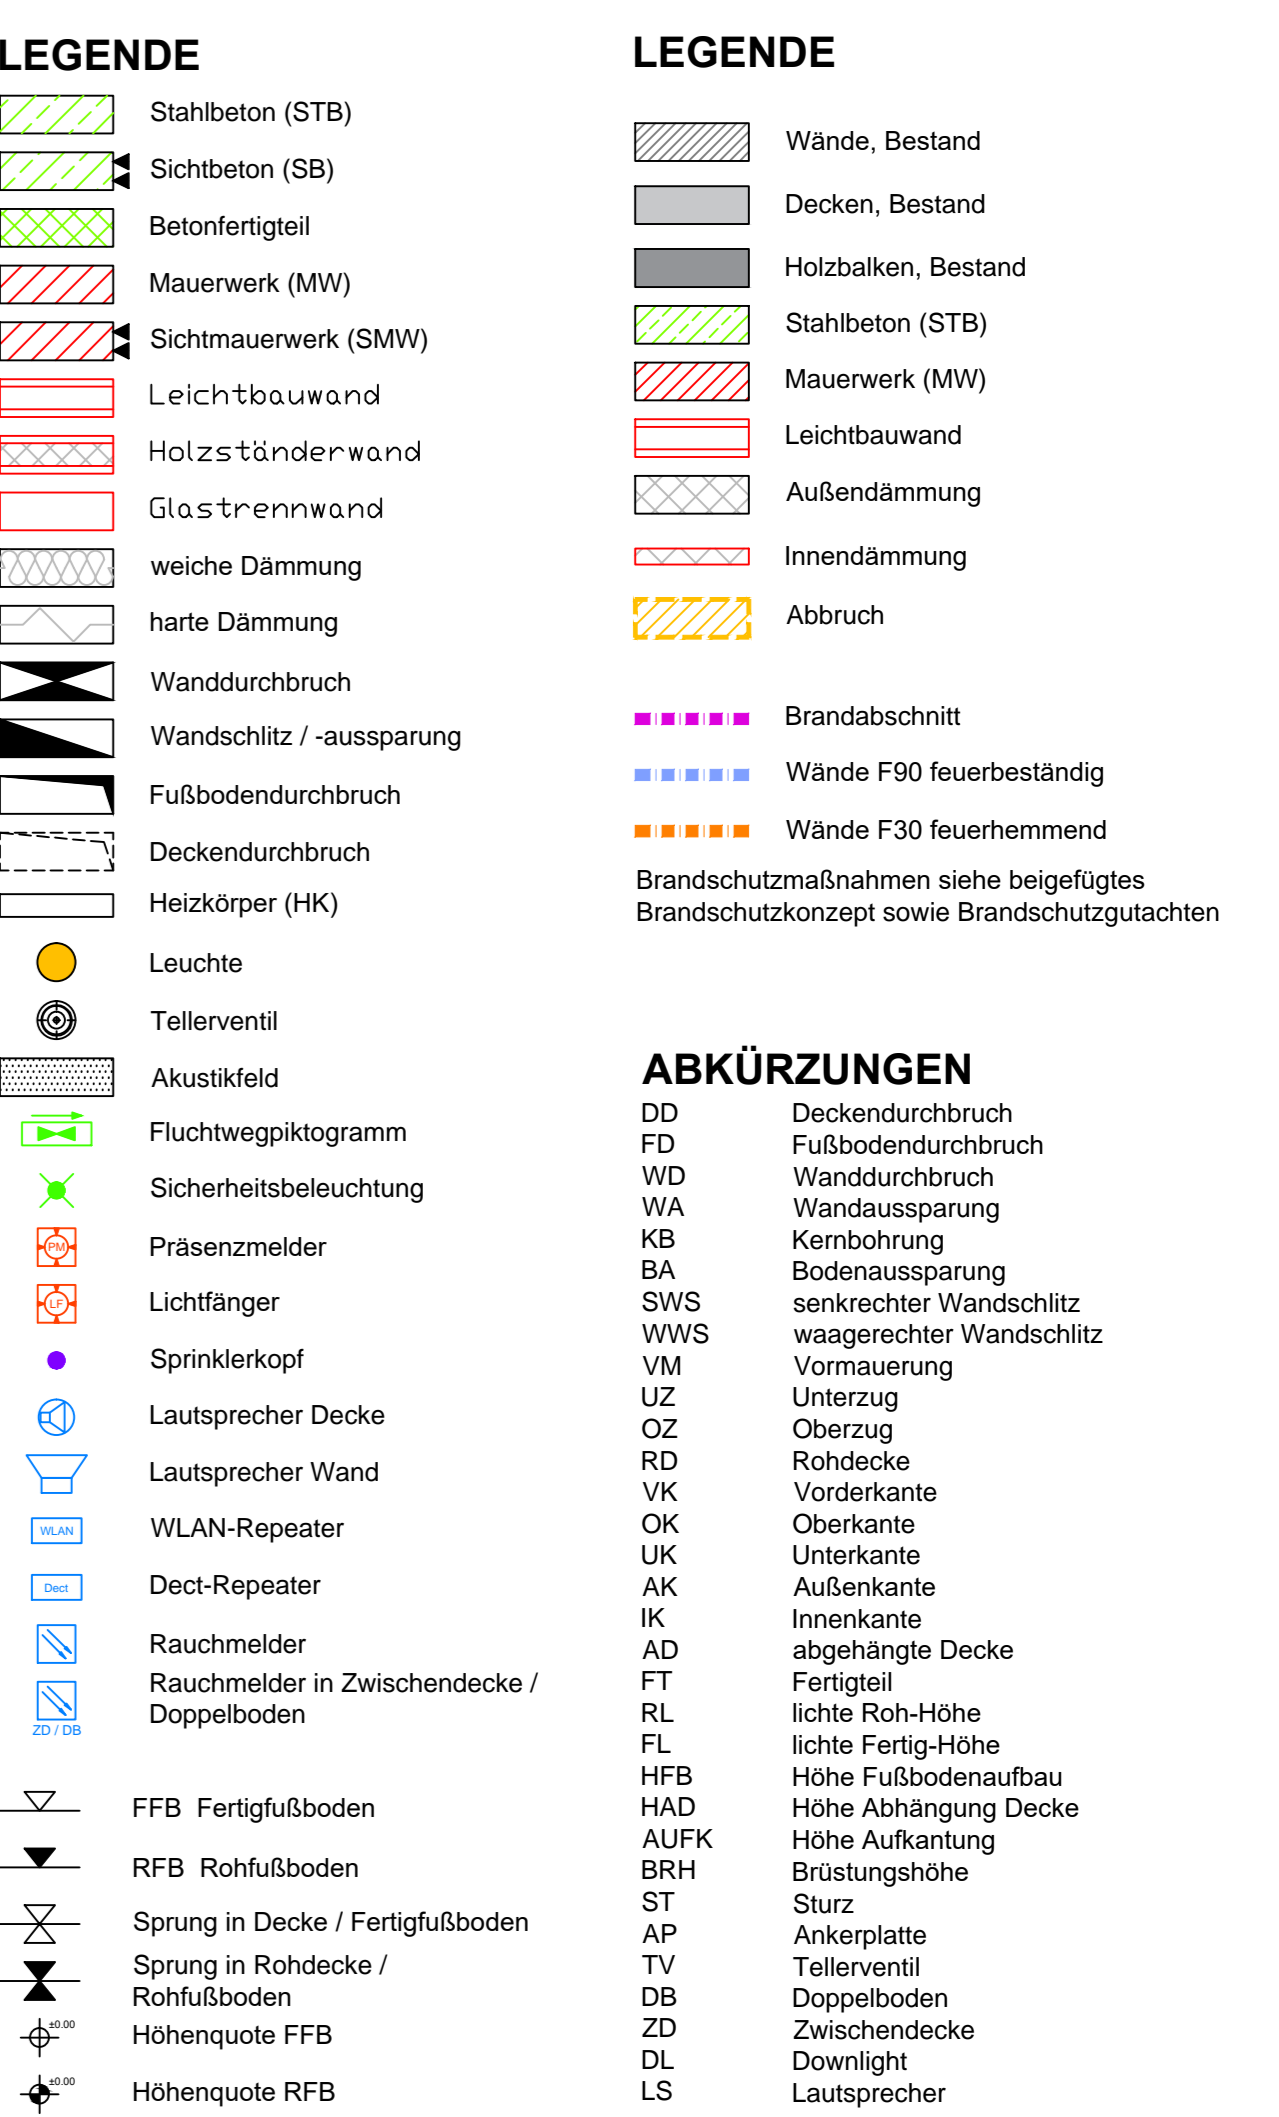 LEGENDE
Stahlbeton (STB)
Sichtbeton (SB)
Betonfertigteil
Mauerwerk (MW)
Sichtmauerwerk (SMW)
Leichtbauwand
Holzständerwand
Glastrennwand
weiche Dämmung
harte Dämmung
Wanddurchbruch
Wandschlitz / -aussparung
Fußbodendurchbruch
Deckendurchbruch
Heizkörper (HK)
Leuchte
Tellerventil
Akustikfeld
Fluchtwegpiktogramm
Sicherheitsbeleuchtung
PM Präsenzmelder
LF Lichtfänger
Sprinklerkopf
Lautsprecher Decke
Lautsprecher Wand
WLAN WLAN-Repeater
Dect Dect-Repeater
Rauchmelder
Rauchmelder in Zwischendecke /
Doppelboden
ZD / DB
FFB Fertigfußboden
RFB Rohfußboden
Sprung in Decke / Fertigfußboden
Sprung in Rohdecke /
Rohfußboden
±0.00 Höhenquote FFB
±0.00 Höhenquote RFB
LEGENDE
Wände, Bestand
Decken, Bestand
Holzbalken, Bestand
Stahlbeton (STB)
Mauerwerk (MW)
Leichtbauwand
Außendämmung
Innendämmung
Abbruch
Brandabschnitt
Wände F90 feuerbeständig
Wände F30 feuerhemmend
Brandschutzmaßnahmen siehe beigefügtes
Brandschutzkonzept sowie Brandschutzgutachten
ABKÜRZUNGEN
DD Deckendurchbruch
FD Fußbodendurchbruch
WD Wanddurchbruch
WA Wandaussparung
KB Kernbohrung
BA Bodenaussparung
SWS senkrechter Wandschlitz
WWS waagerechter Wandschlitz
VM Vormauerung
UZ Unterzug
OZ Oberzug
RD Rohdecke
VK Vorderkante
OK Oberkante
UK Unterkante
AK Außenkante
IK Innenkante
AD abgehängte Decke
FT Fertigteil
RL lichte Roh-Höhe
FL lichte Fertig-Höhe
HFB Höhe Fußbodenaufbau
HAD Höhe Abhängung Decke
AUFK Höhe Aufkantung
BRH Brüstungshöhe
ST Sturz
AP Ankerplatte
TV Tellerventil
DB Doppelboden
ZD Zwischendecke
DL Downlight
LS Lautsprecher